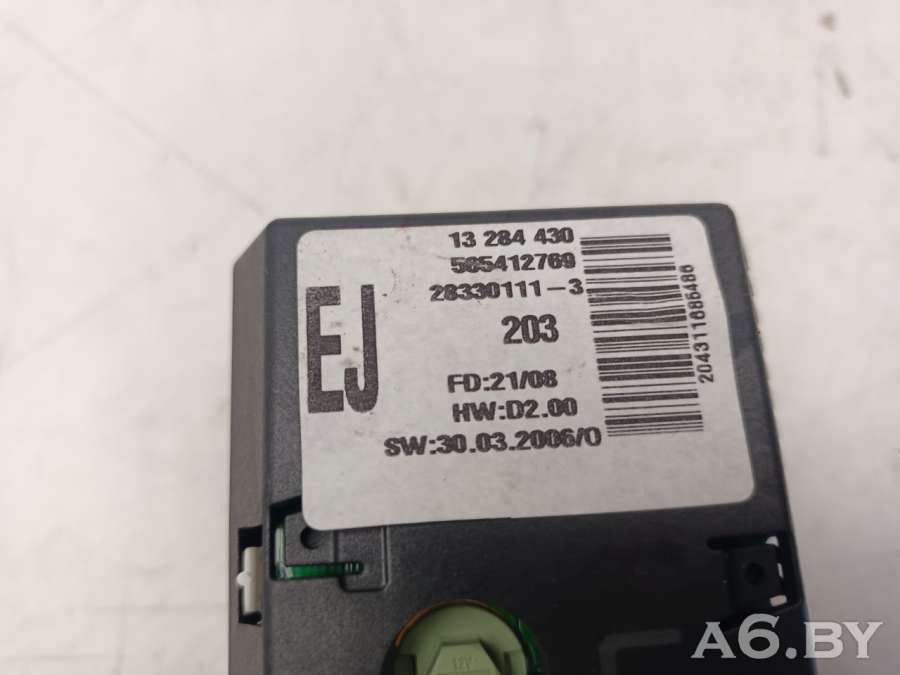 13 284 430
565412769
28330111-3
EJ
203
FD:21/08
HW:D2.00
SW:30.03.2006/0
204311686486
12V
A6.BY